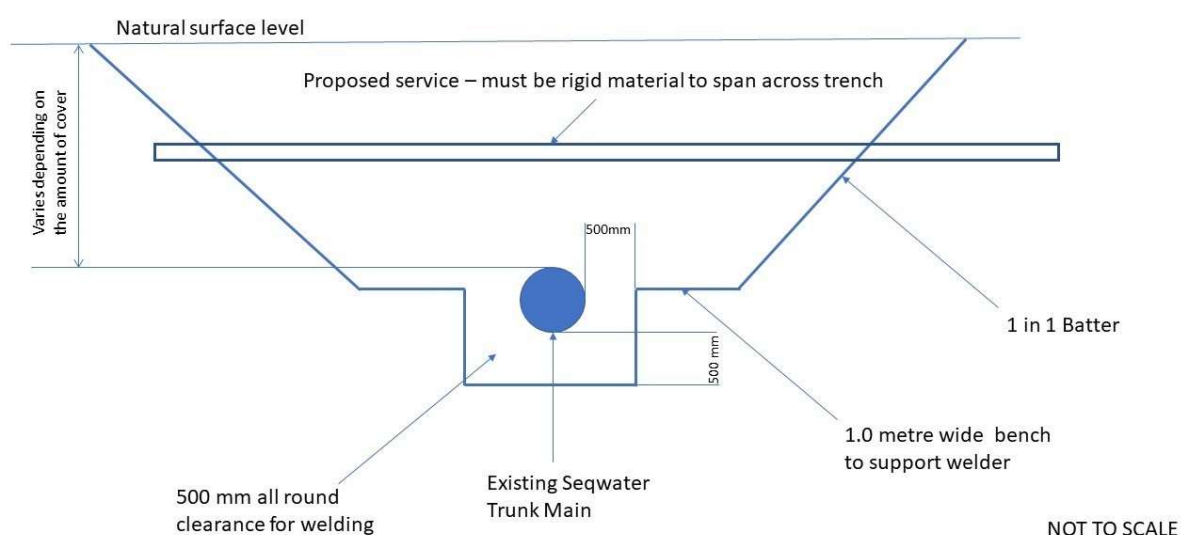 Natural surface level
Proposed service – must be rigid material to span across trench
Varies depending on
the amount of cover
500mm
500 mm
1 in 1 Batter
1.0 metre wide bench
to support welder
Existing Seqwater
Trunk Main
500 mm all round
clearance for welding
NOT TO SCALE